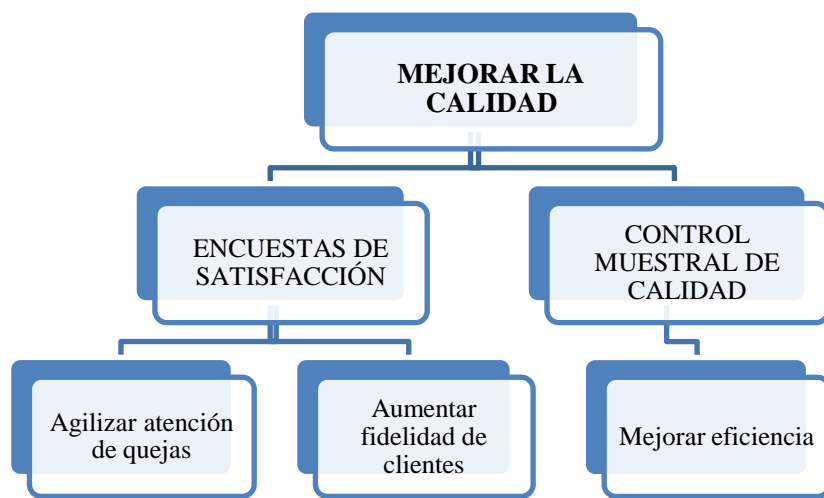 MEJORAR LA
CALIDAD
ENCUESTAS DE
SATISFACCIÓN
CONTROL
MUESTRAL DE
CALIDAD
Agilizar atención
de quejas
Aumentar
fidelidad de
clientes
Mejorar eficiencia